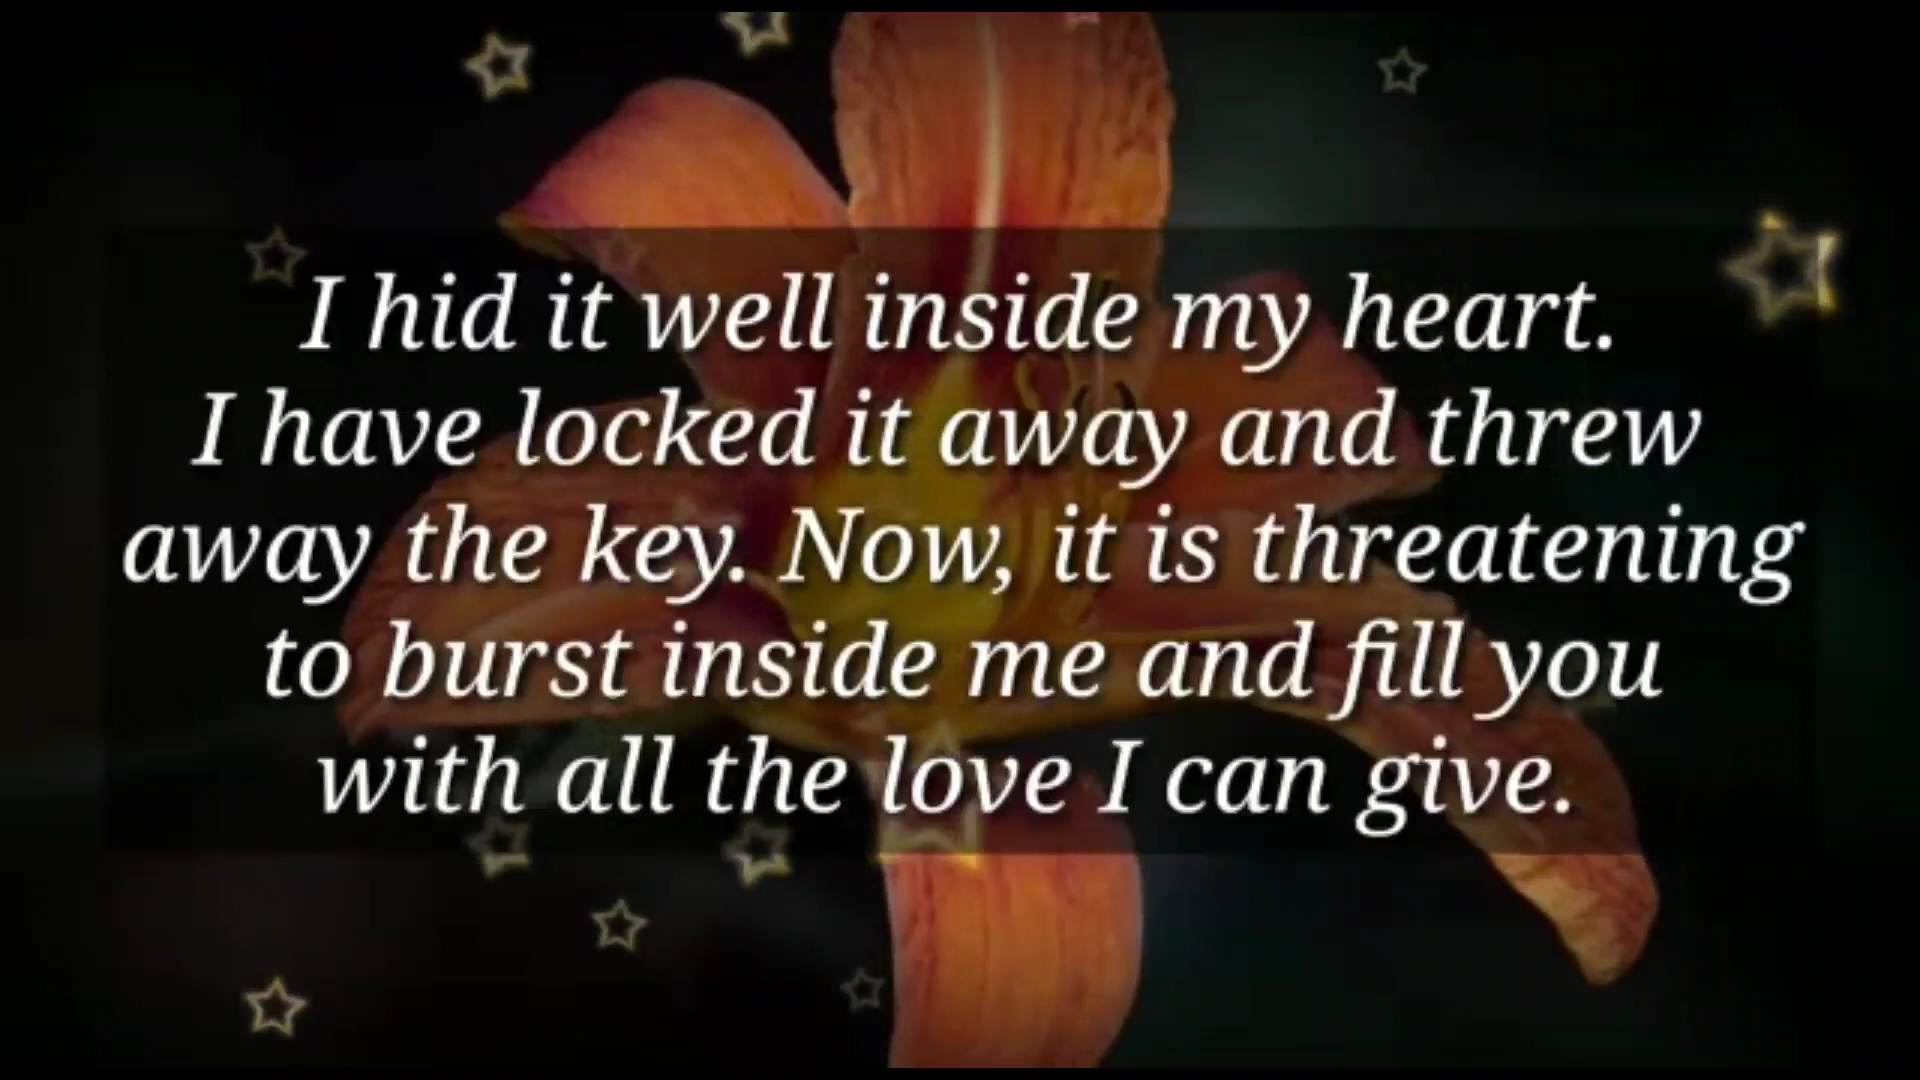 I hid it well inside my heart.
I have locked it away and threw
away the key. Now, it is threatening
to burst inside me and fill you
with all the love I can give.